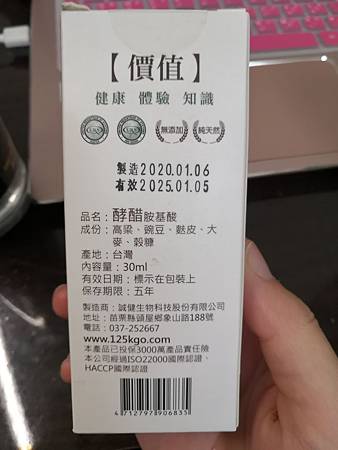 【價值】
健康 體驗 知識
無添加 純天然
製造2020.01.06
有效2025.01.05
品名：酵醋胺基酸
成份：高粱、豌豆、麩皮、大
麥、穀糠
產地：台灣
內容量：30ml
有效日期：標示在包裝上
保存期限：五年
製造商：誠健生物科技股份有限公司
地址：苗栗縣頭屋鄉象山路188號
電話：037-252667
www.125kgo.com
本產品已投保3000萬產品責任險
本公司經過ISO22000國際認證、
HACCP國際認證
4712797906835